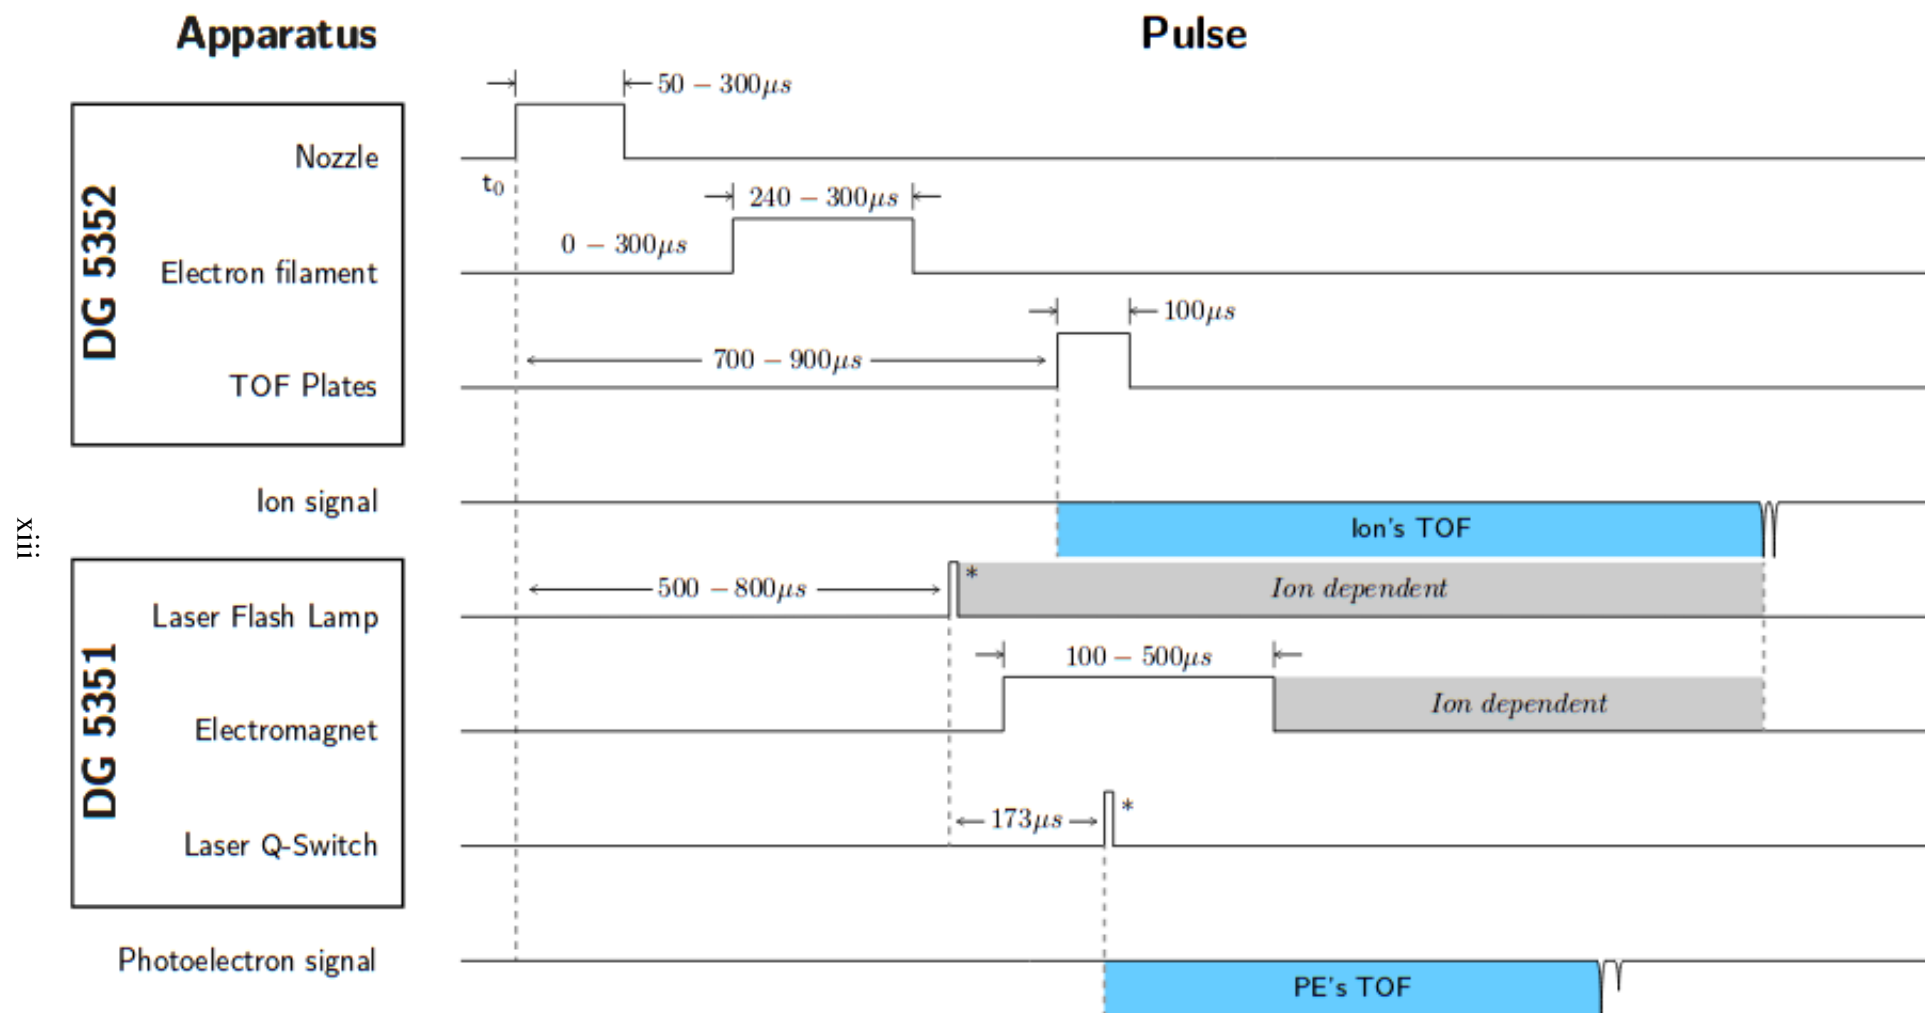 Apparatus
Pulse
50 – 300μs
Nozzle
t₀
240 – 300μs
0 – 300μs
DG 5352
Electron filament
100μs
700 – 900μs
TOF Plates
Ion signal
Ion's TOF
xiii
500 – 800μs
*
Ion dependent
Laser Flash Lamp
100 – 500μs
DG 5351
Ion dependent
Electromagnet
173μs
*
Laser Q-Switch
Photoelectron signal
PE's TOF